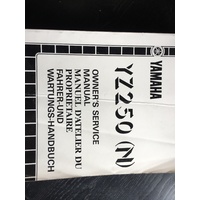 YAMAHA
YZ250 (N)
OWNER'S SERVICE
MANUAL
MANUEL D'ATELIER DU
PROPRIETAIRE
FAHRER-UND
WARTUNGS-HANDBUCH